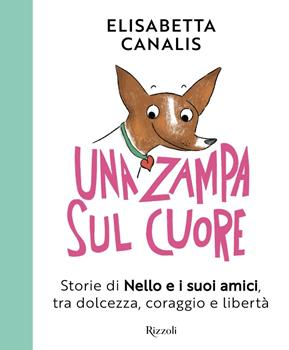 ELISABETTA
CANALIS
UNA ZAMPA
SUL CUORE
Storie di Nello e i suoi amici,
tra dolcezza, coraggio e libertà
Rizzoli